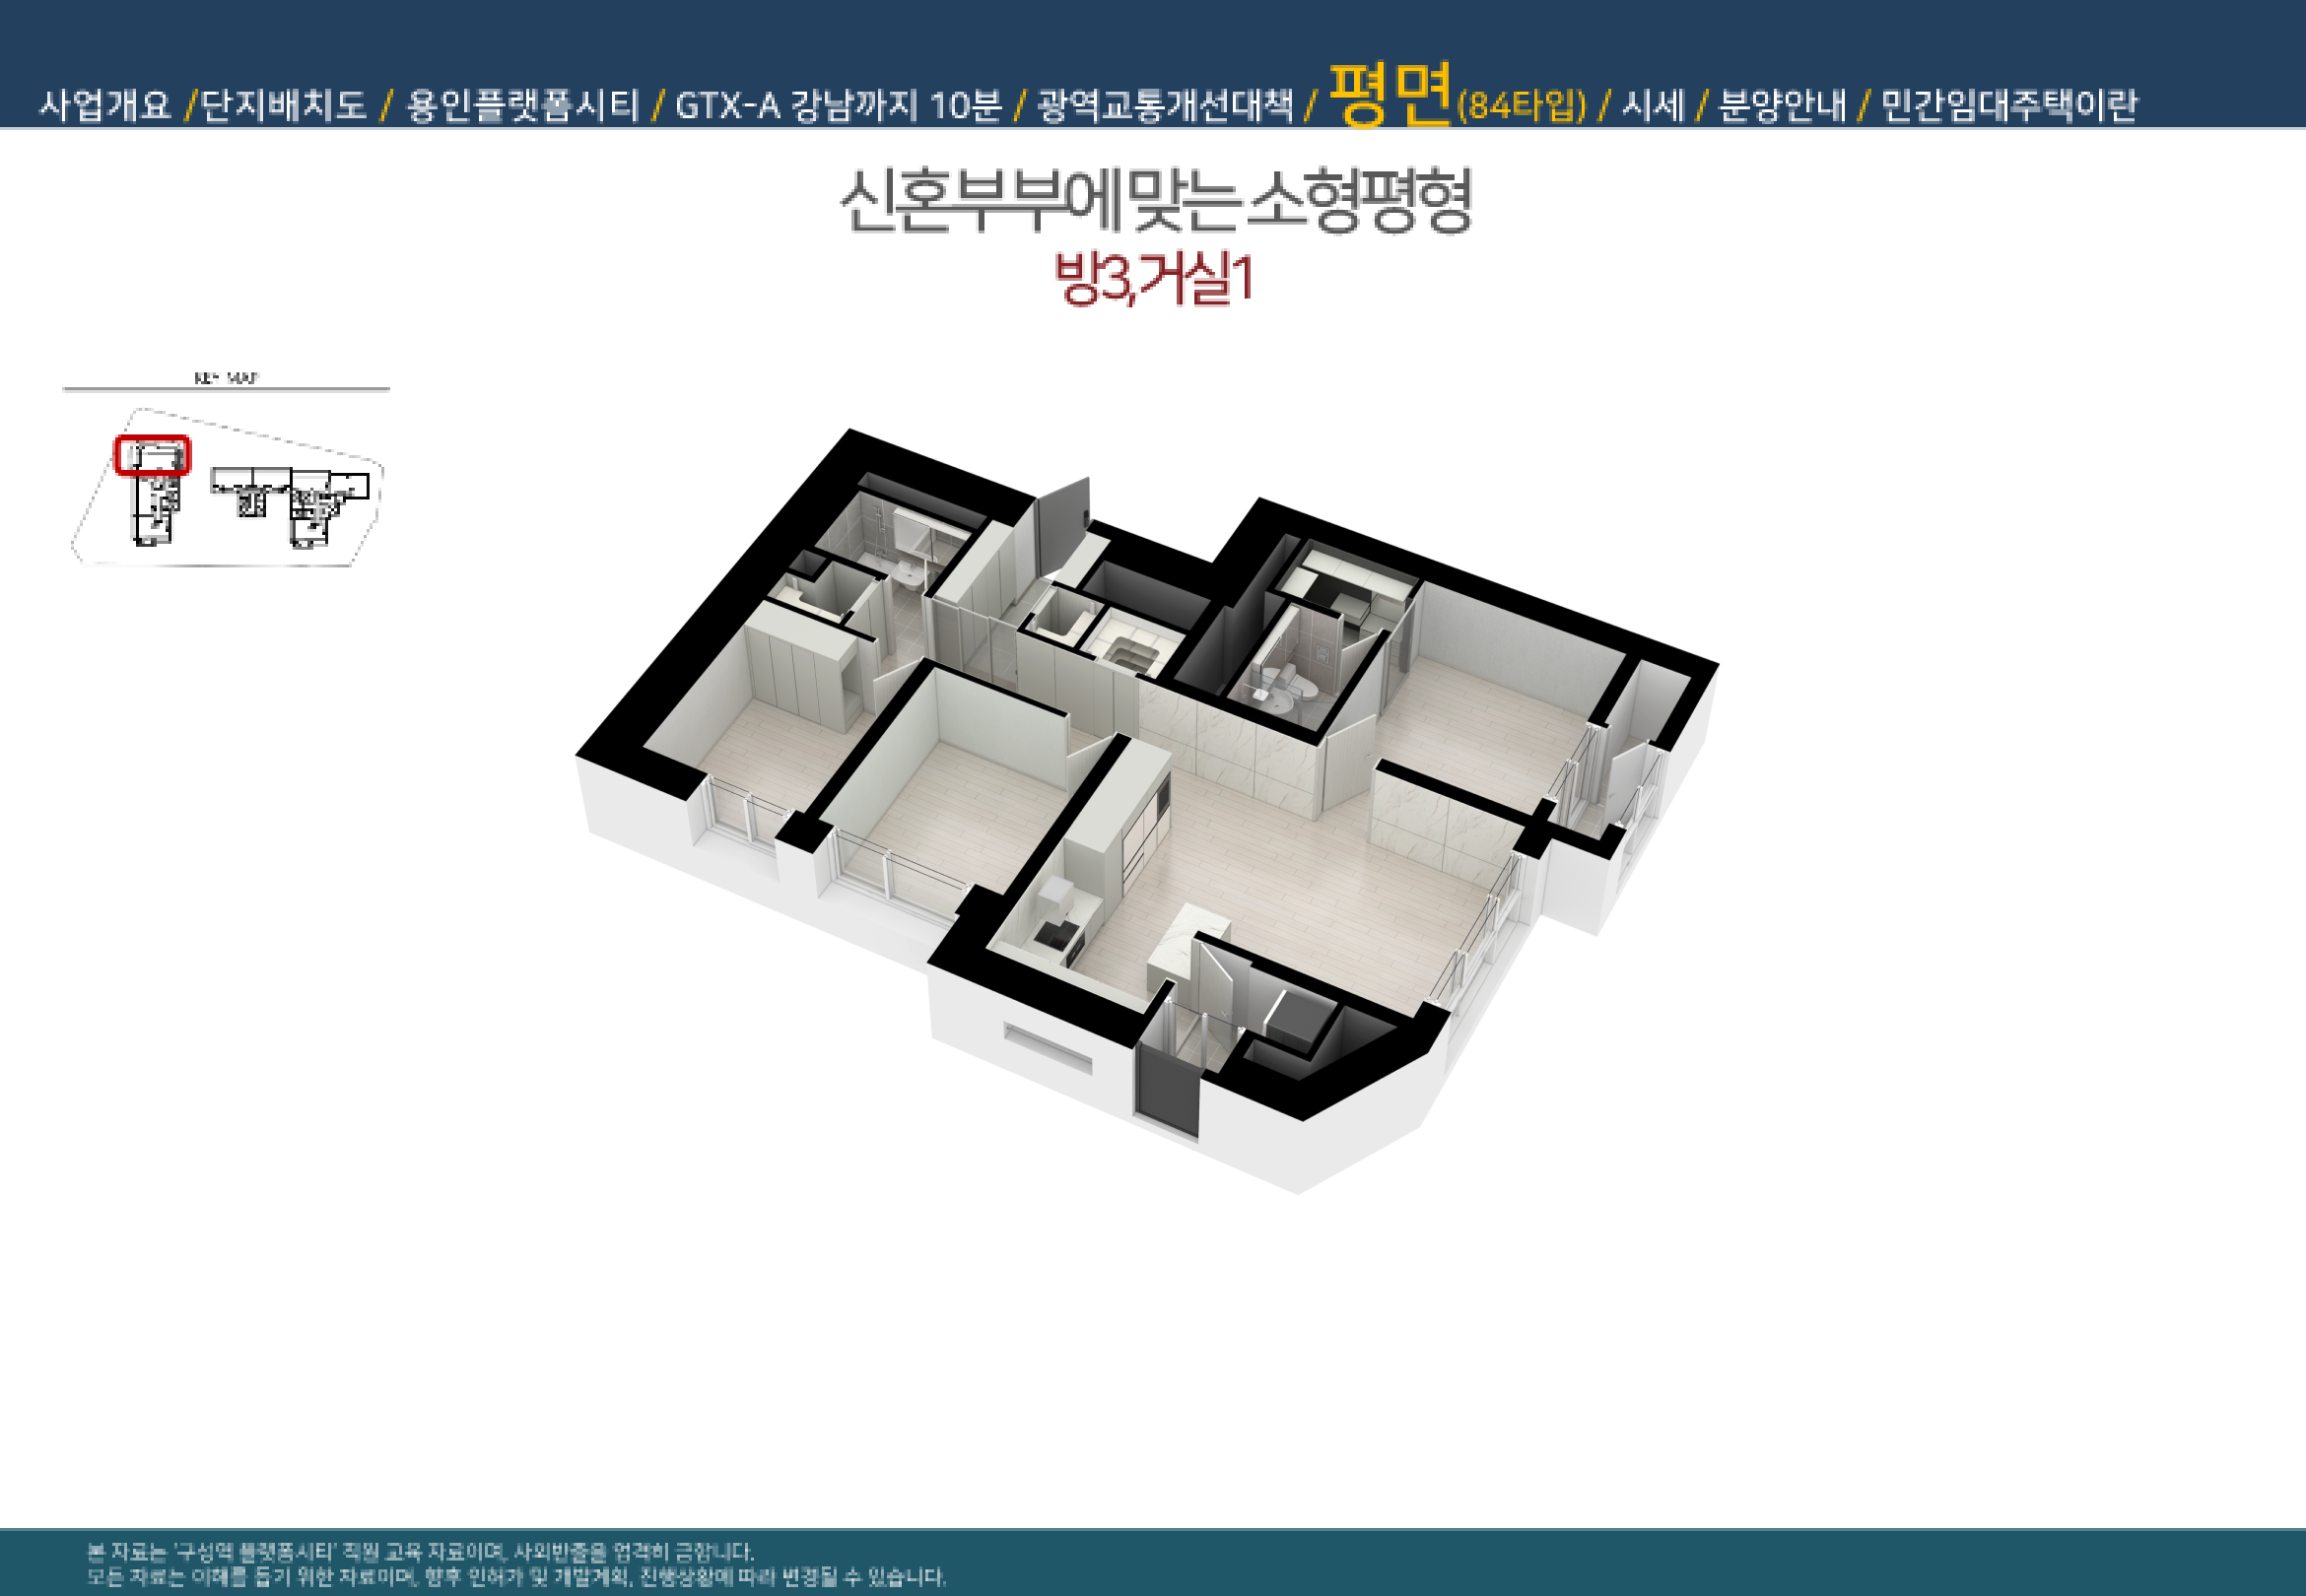 사업개요 /단지배치도 / 용인플랫폼시티 / GTX-A 강남까지 10분 / 광역교통개선대책 / 평면(84타입) / 시세 / 분양안내 / 민간임대주택이란
신혼부부에 맞는 소형평형
방3,거실1
KEY MAP
본 자료는 '구성역 플랫폼시티' 직원 교육 자료이며, 사외반출을 엄격히 금합니다.
모든 자료는 이해를 돕기 위한 자료이며, 향후 인허가 및 개발계획, 진행상황에 따라 변경될 수 있습니다.